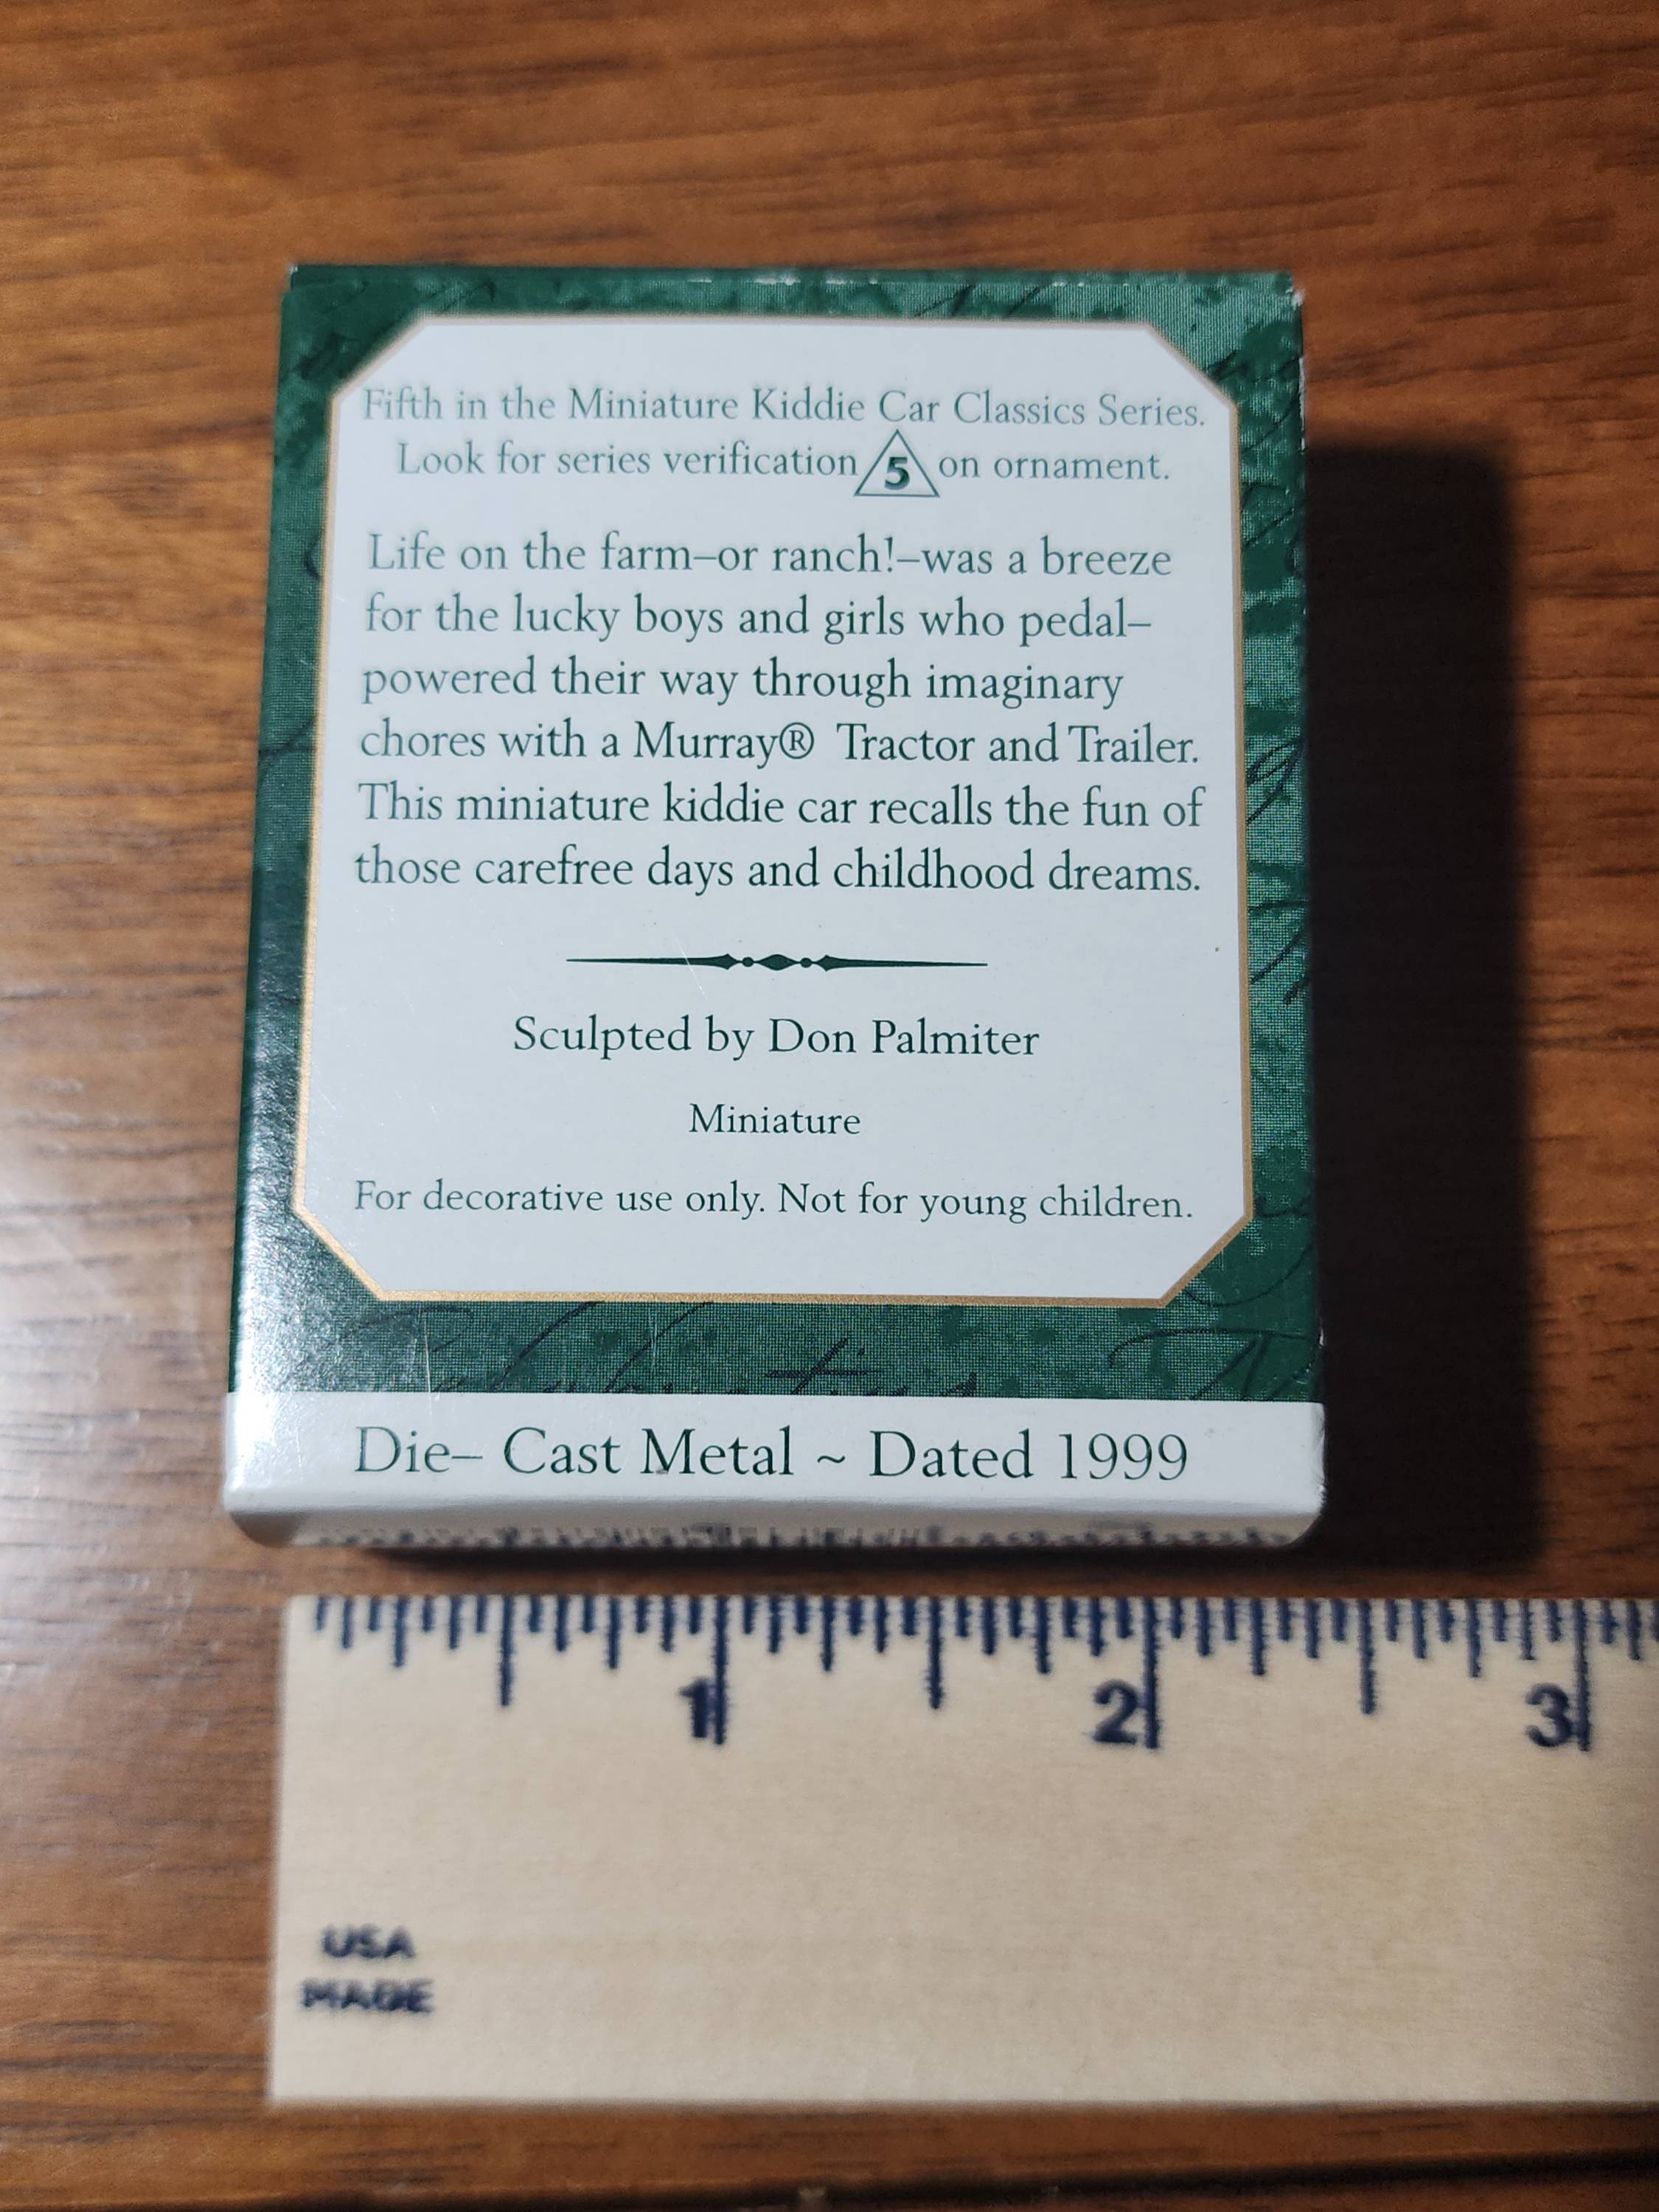 Fifth in the Miniature Kiddie Car Classics Series.
Look for series verification 5 on ornament.
Life on the farm–or ranch!–was a breeze
for the lucky boys and girls who pedal–
powered their way through imaginary
chores with a Murray® Tractor and Trailer.
This miniature kiddie car recalls the fun of
those carefree days and childhood dreams.
Sculpted by Don Palmiter
Miniature
For decorative use only. Not for young children.
Die– Cast Metal ~ Dated 1999
1 2 3
USA
MADE